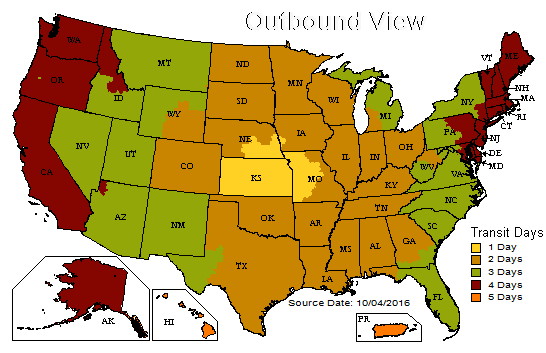 Outbound View
WA
VT
ME
MT
ND
OR
MN
ID
NH
WI
SD
NY
MA
WY
MI
RI
CT
IA
PA
NE
NV
NJ
OH
UT
IL
IN
DE
CO
WV
MD
CA
KS
MO
VA
KY
NC
TN
OK
AZ
NM
AR
SC
MS
AL
GA
TX
LA
FL
AK
HI
PR
Transit Days
1 Day
2 Days
3 Days
4 Days
5 Days
Source Date: 10/04/2016